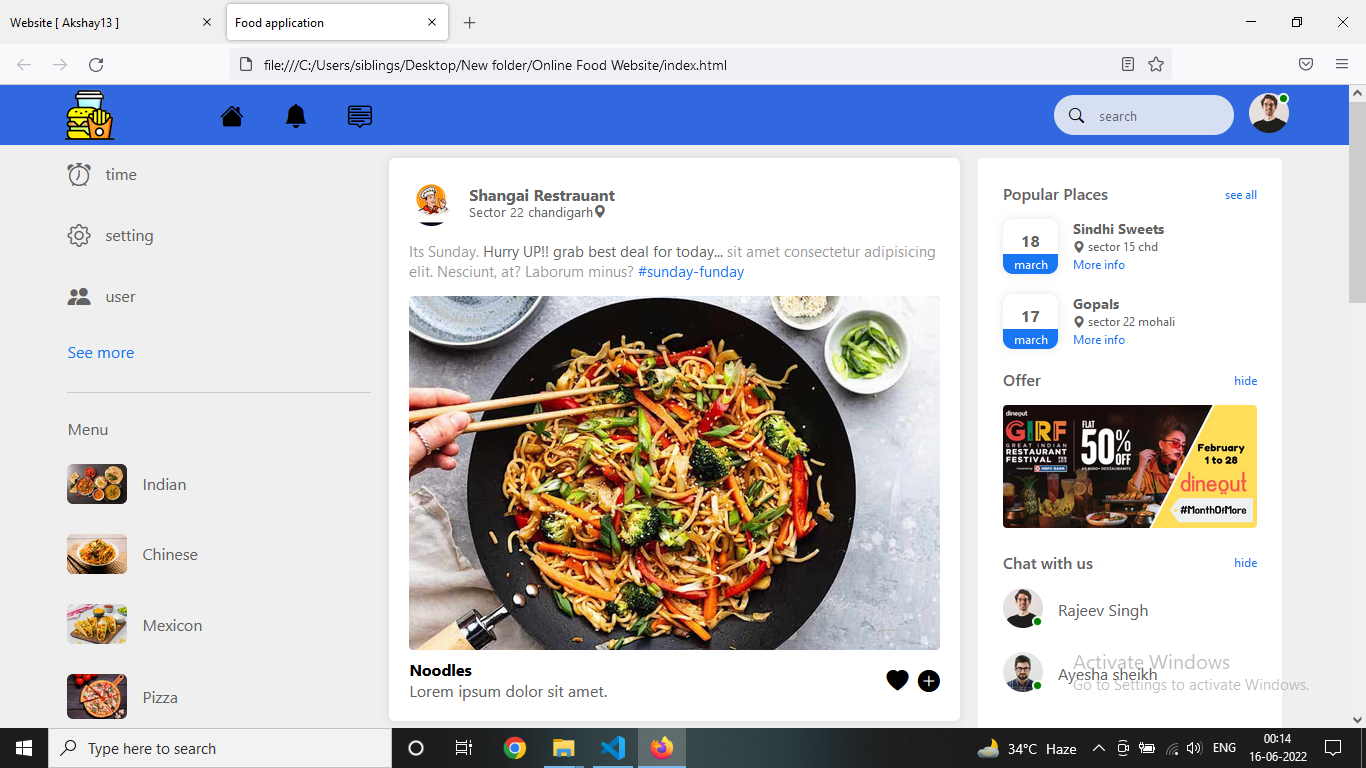 Website [ Akshay13 ]
Food application
file:///C:/Users/siblings/Desktop/New folder/Online Food Website/index.html
search
time
setting
user
See more
Menu
Indian
Chinese
Mexicon
Pizza
Shangai Restrauant
Sector 22 chandigarh
Its Sunday. Hurry UP!! grab best deal for today... sit amet consectetur adipisicing
elit. Nesciunt, at? Laborum minus? #sunday-funday
Noodles
Lorem ipsum dolor sit amet.
Popular Places
see all
18
march
Sindhi Sweets
sector 15 chd
More info
17
march
Gopals
sector 22 mohali
More info
Offer
hide
dineout
GIRF
GREAT INDIAN
RESTAURANT
FESTIVAL
Powered by HDFC BANK
FLAT
50%
OFF
RESTAURANTS
February
1 to 28
dineout
#MonthOfMore
Chat with us
hide
Rajeev Singh
Ayesha sheikh
Activate Windows
Go to Settings to activate Windows.
Type here to search
34°C Haze
ENG
00:14
16-06-2022